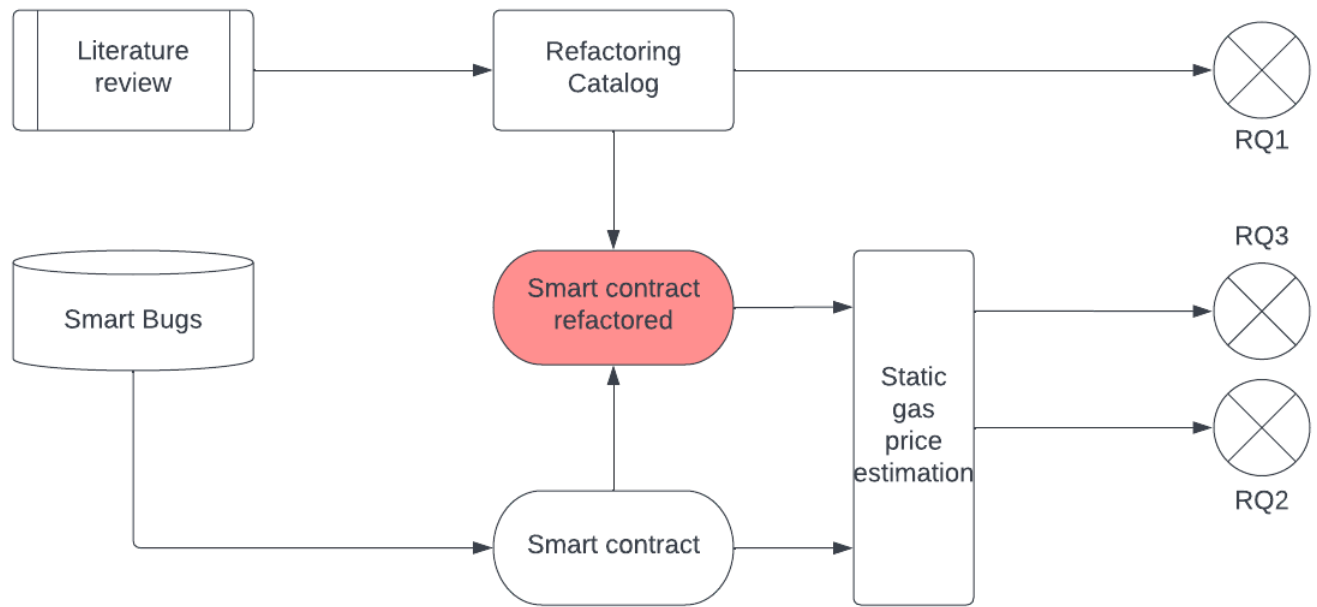 Literature
review
Refactoring
Catalog
RQ1
RQ3
Smart Bugs
Smart contract
refactored
Static
gas
price
estimation
RQ2
Smart contract